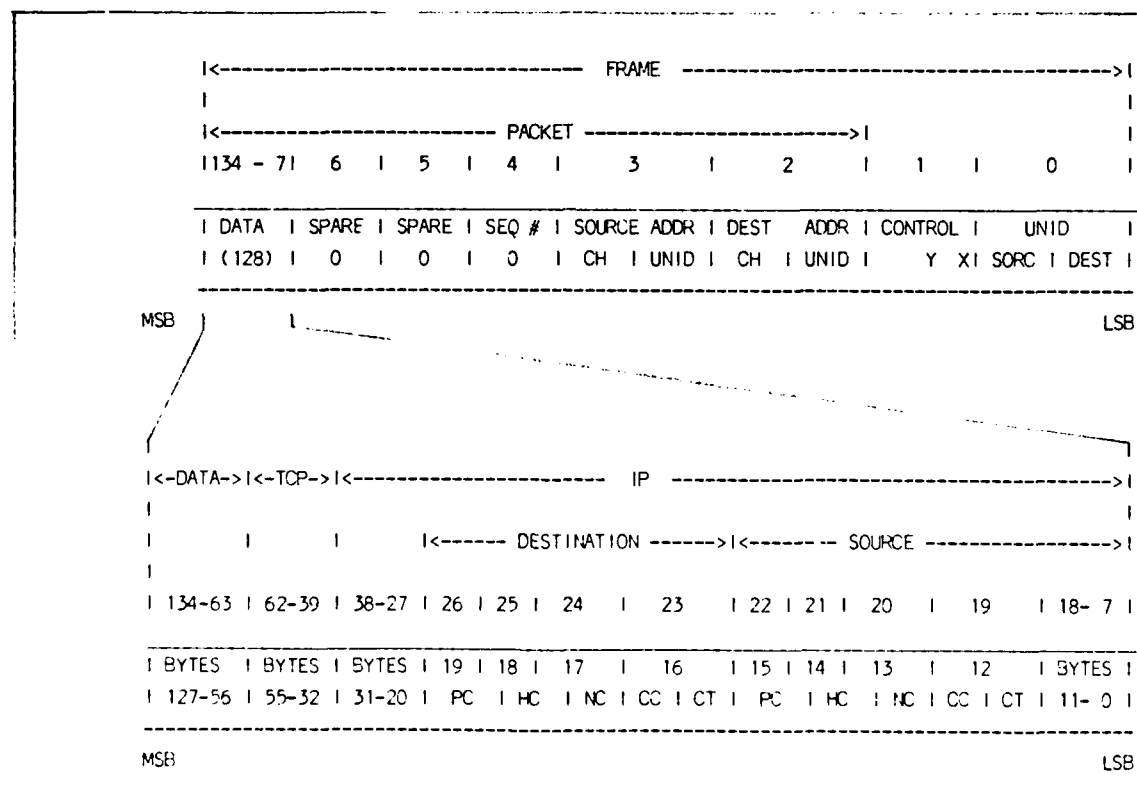 |<------------------------------ FRAME ------------------------------------>|
|<---------------------- PACKET --------------------->|
|134 - 7| 6 | 5 | 4 | 3 | 2 | 1 | 0 |
| DATA | SPARE | SPARE | SEQ # | SOURCE ADDR | DEST ADDR | CONTROL | UNID |
| (128) | 0 | 0 | 0 | CH | UNID | CH | UNID | Y X| SORC | DEST |
MSB LSB
|<-DATA->|<-TCP->|<--------------------- IP ------------------------------------>|
|<------ DESTINATION ------>|<------- SOURCE ---------------->|
| 134-63 | 62-39 | 38-27 | 26 | 25 | 24 | 23 | 22 | 21 | 20 | 19 | 18- 7 |
| BYTES | BYTES | BYTES | 19 | 18 | 17 | 16 | 15 | 14 | 13 | 12 | BYTES |
| 127-56 | 55-32 | 31-20 | PC | HC | NC | CC | CT | PC | HC | NC | CC | CT | 11- 0 |
MSB LSB